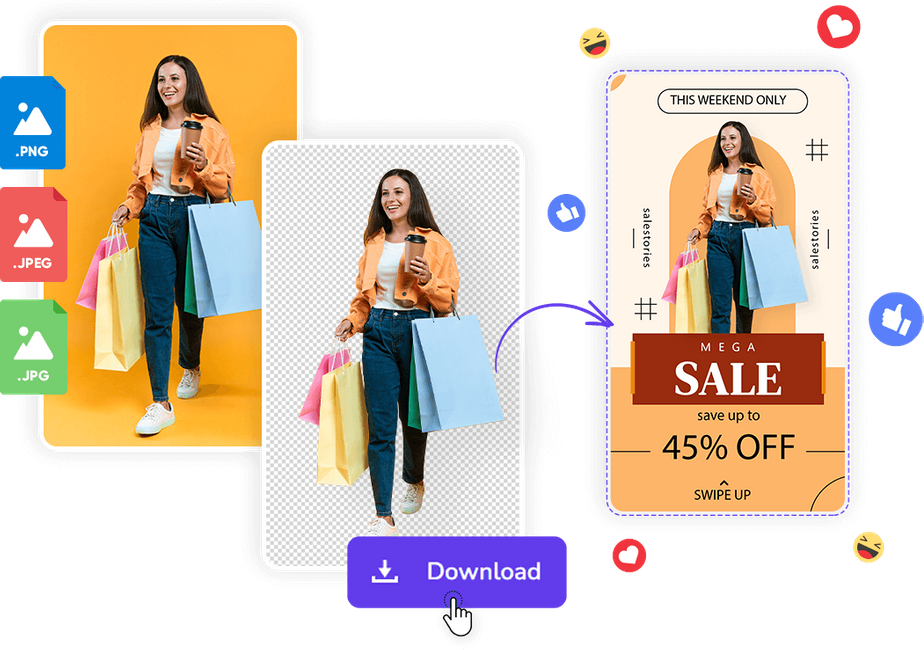 .PNG
.JPEG
.JPG
Download
THIS WEEKEND ONLY
salestories
salestories
MEGA
SALE
save up to
45% OFF
SWIPE UP